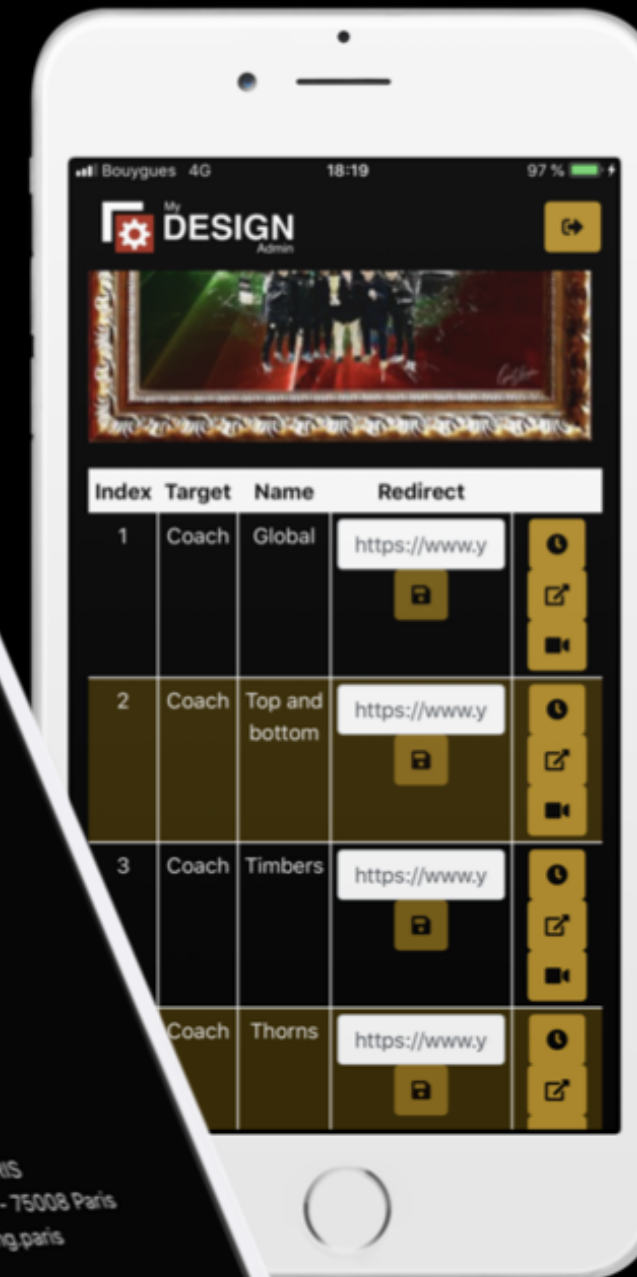 Bouygues 4G 18:19 97 %
My
DESIGN
Admin
Index Target Name Redirect
1 Coach Global https://www.y
2 Coach Top and
bottom https://www.y
3 Coach Timbers https://www.y
Coach Thorns https://www.y
- 75008 Paris